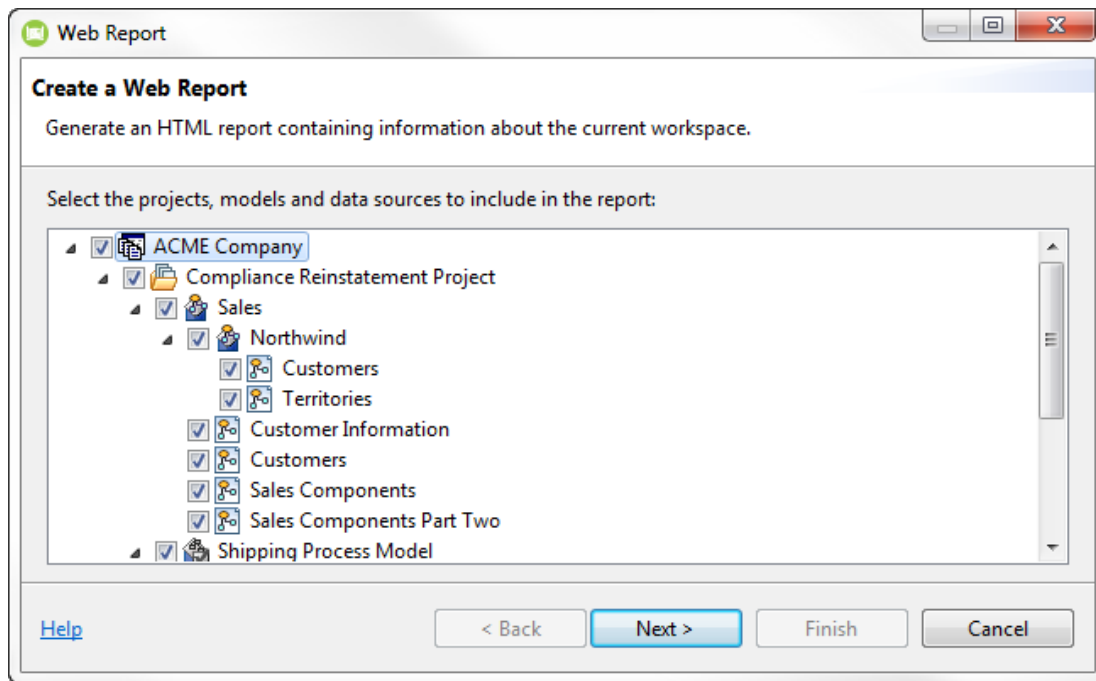 Web Report
Create a Web Report
Generate an HTML report containing information about the current workspace.
Select the projects, models and data sources to include in the report:
ACME Company
Compliance Reinstatement Project
Sales
Northwind
Customers
Territories
Customer Information
Customers
Sales Components
Sales Components Part Two
Shipping Process Model
Help < Back Next > Finish Cancel